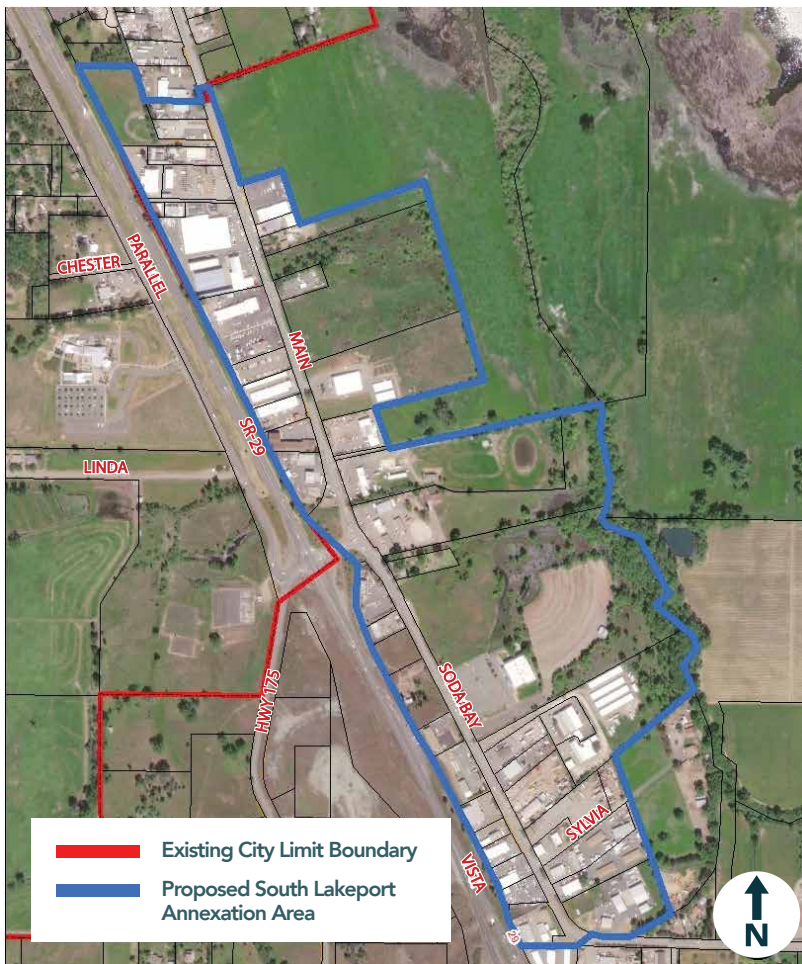 CHESTER
PARALLEL
MAIN
SR-29
LINDA
HWY 175
SODA BAY
SYLVIA
VISTA
29
Existing City Limit Boundary
Proposed South Lakeport
Annexation Area
N